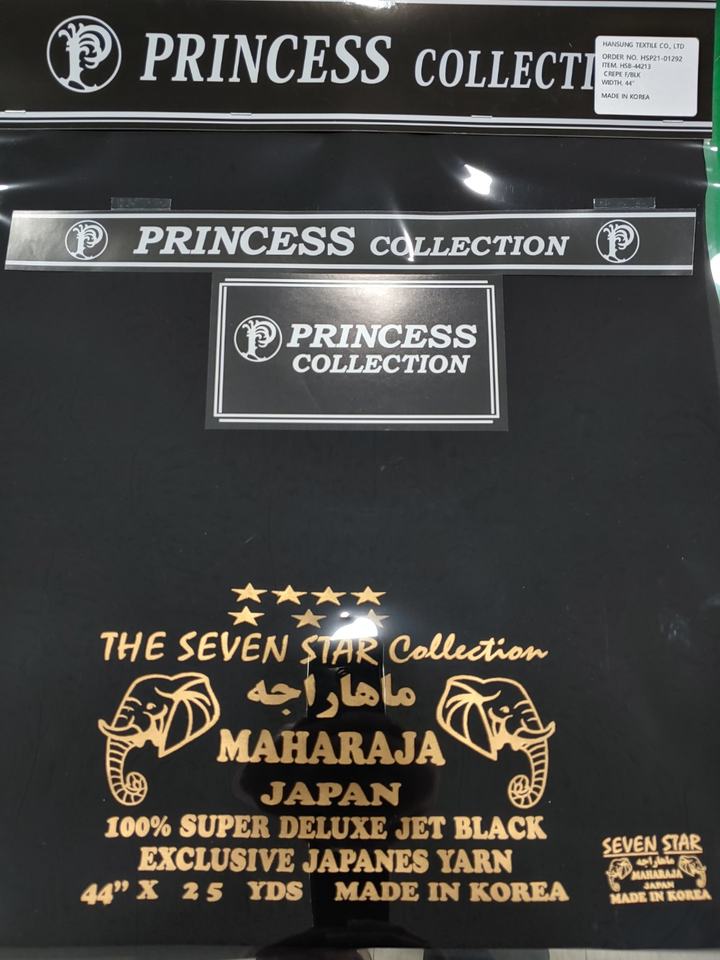 PRINCESS COLLECTI
HANSUNG TEXTILE CO., LTD
ORDER NO. HSP21-01292
ITEM. HSB-44213
CREPE F/BLK
WIDTH. 44"
MADE IN KOREA
P PRINCESS COLLECTION P
P PRINCESS
COLLECTION
THE SEVEN STAR Collection
ماهاراجه
MAHARAJA
JAPAN
100% SUPER DELUXE JET BLACK
EXCLUSIVE JAPANES YARN
44” X 25 YDS MADE IN KOREA
SEVEN STAR
ماهاراجه
MAHARAJA
JAPAN
MADE IN KOREA